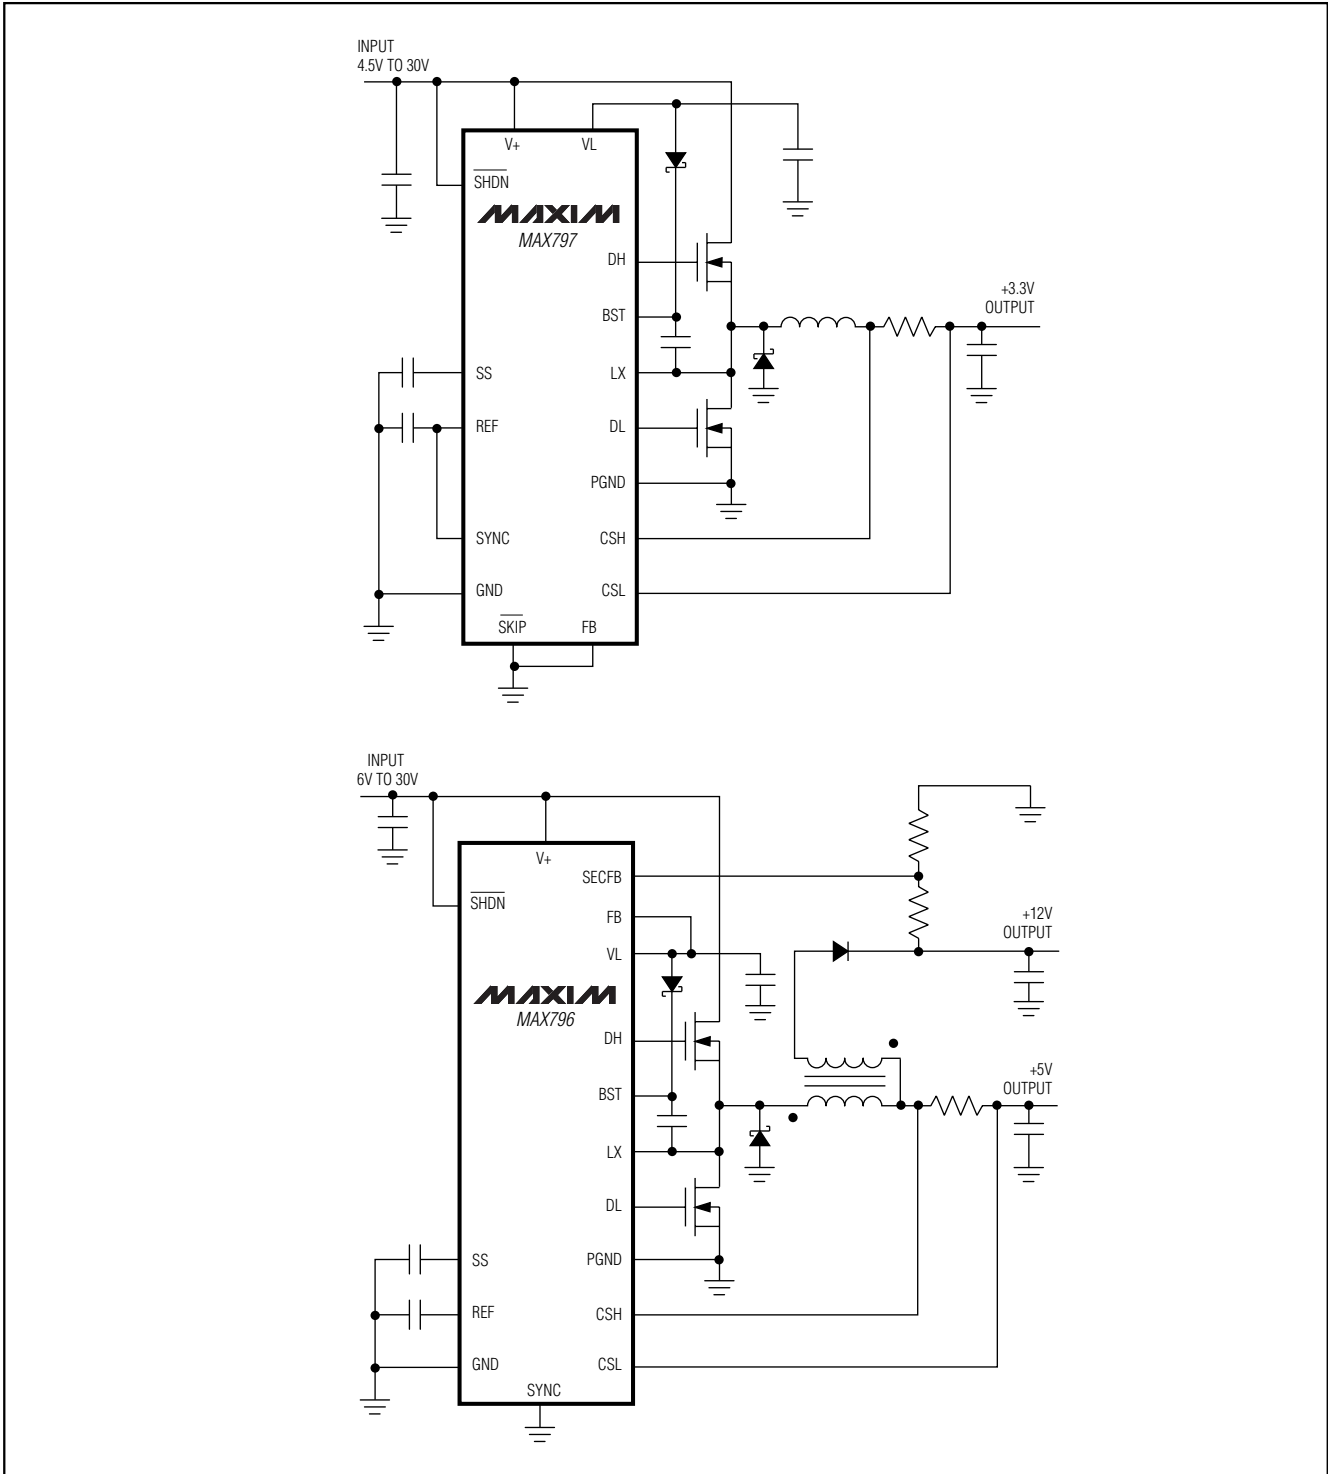 INPUT
4.5V TO 30V
V+
VL
SHDN
MAXIM
MAX797
DH
+3.3V
OUTPUT
BST
SS
LX
REF
DL
PGND
SYNC
CSH
GND
CSL
SKIP
FB
INPUT
6V TO 30V
V+
SECFB
SHDN
FB
+12V
OUTPUT
VL
MAXIM
MAX796
DH
+5V
OUTPUT
BST
LX
DL
SS
PGND
REF
CSH
GND
CSL
SYNC